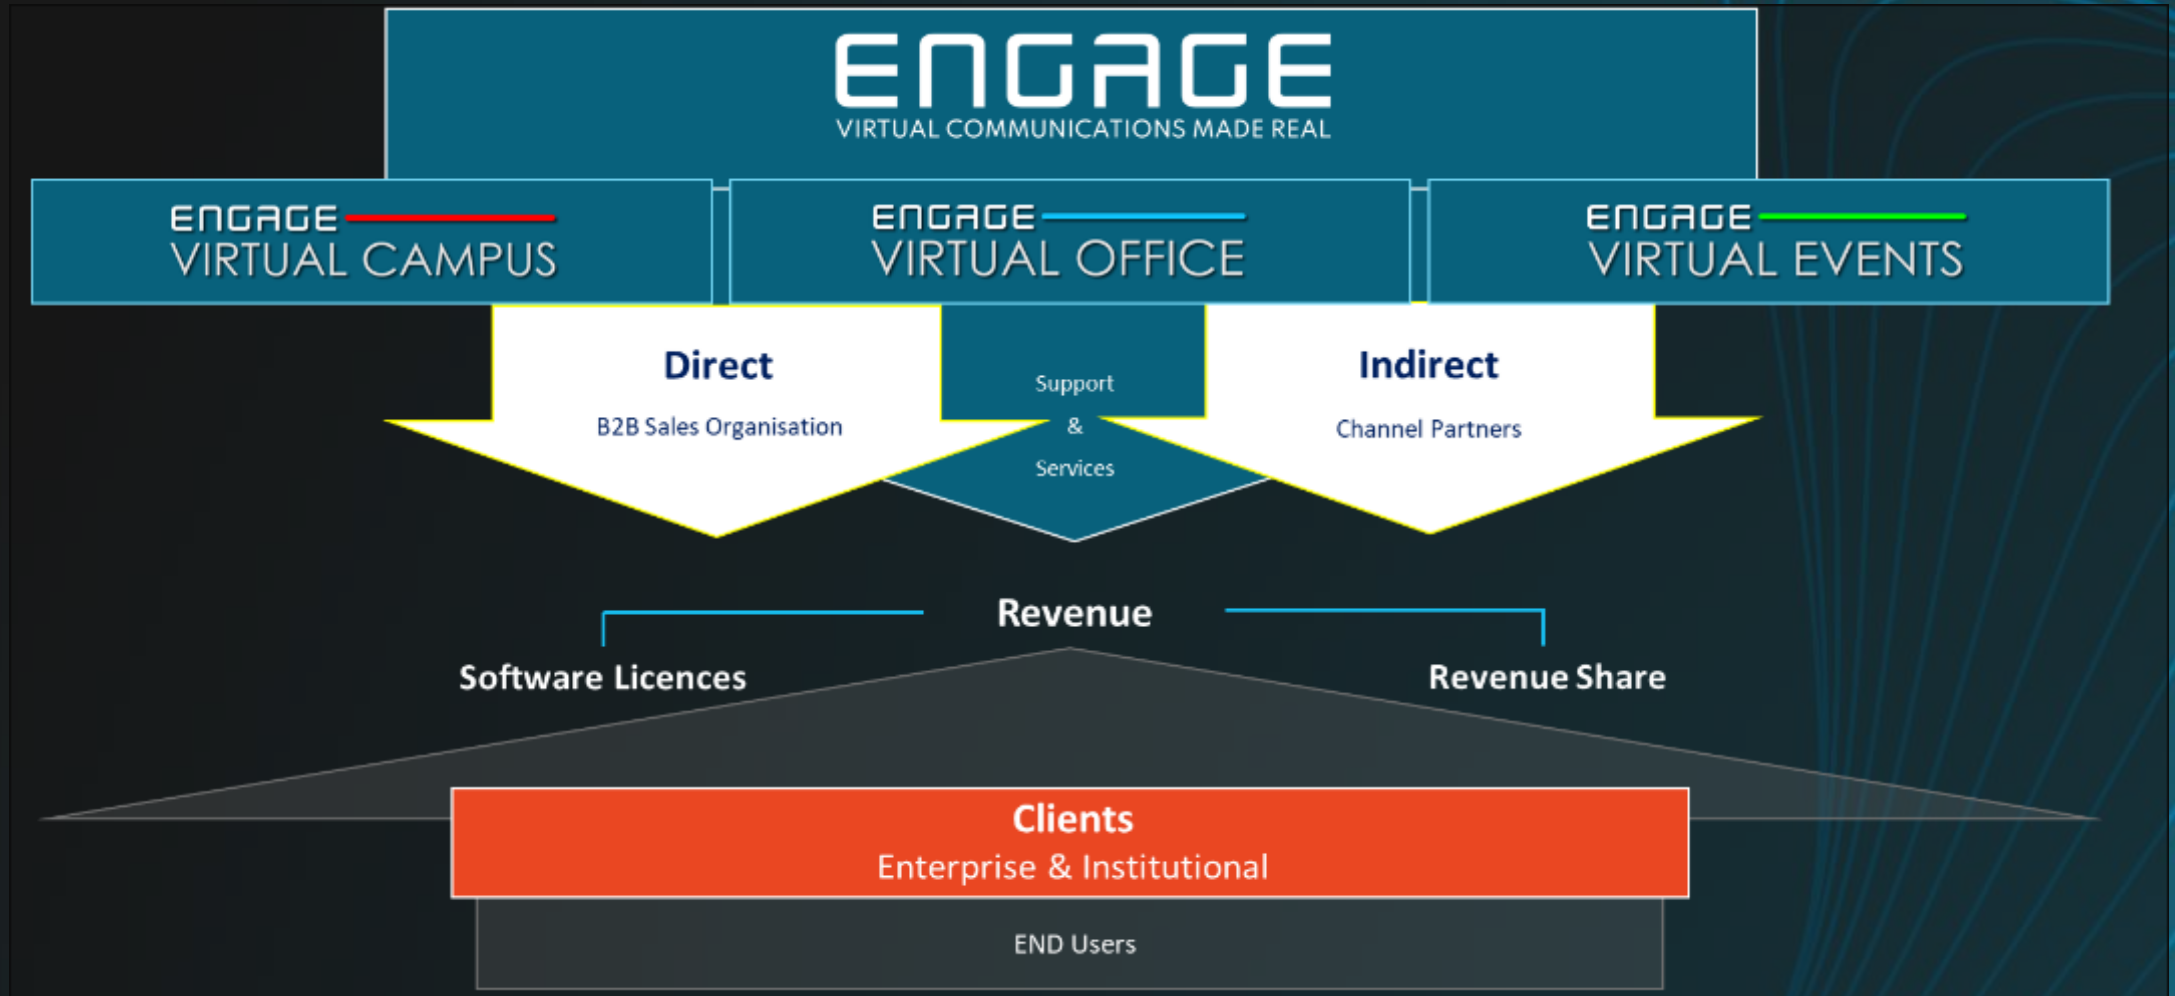 ENGAGE
VIRTUAL COMMUNICATIONS MADE REAL
ENGAGE
VIRTUAL CAMPUS
ENGAGE
VIRTUAL OFFICE
ENGAGE
VIRTUAL EVENTS
Direct
B2B Sales Organisation
Support
&
Services
Indirect
Channel Partners
Revenue
Software Licences
Revenue Share
Clients
Enterprise & Institutional
END Users